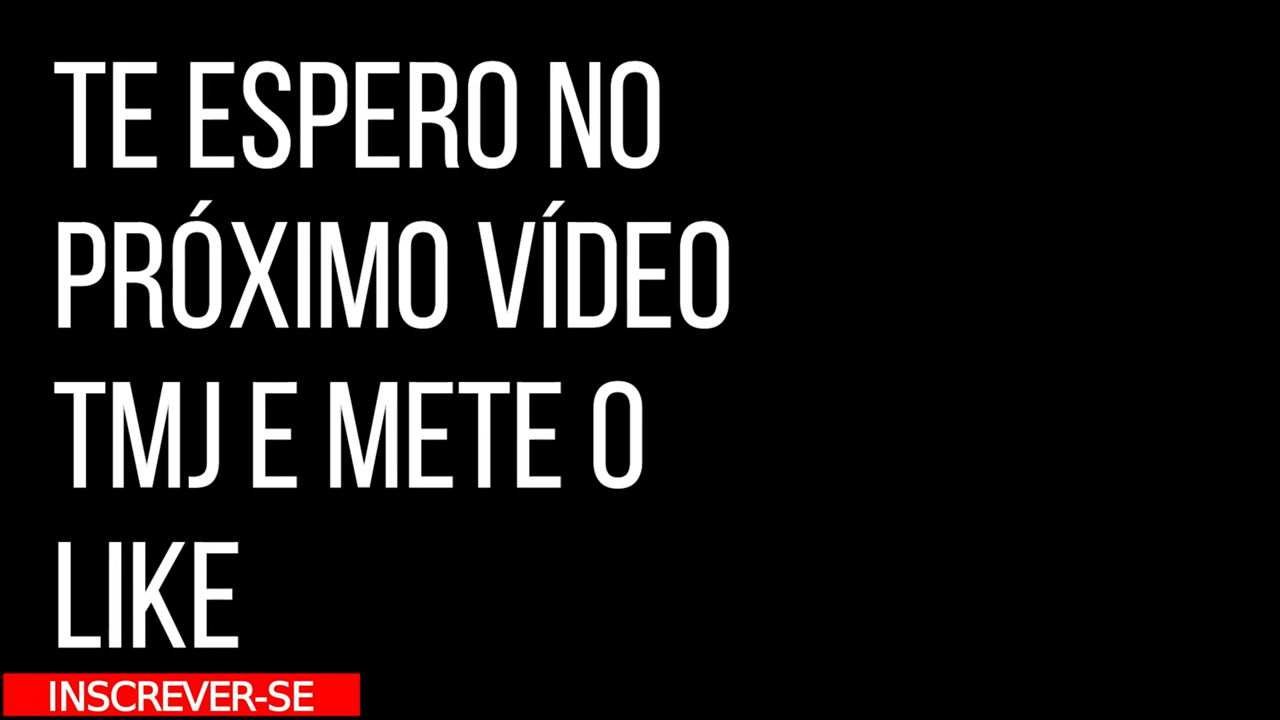 TE ESPERO NO
PRÓXIMO VÍDEO
TMJ E METE O
LIKE
INSCREVER-SE